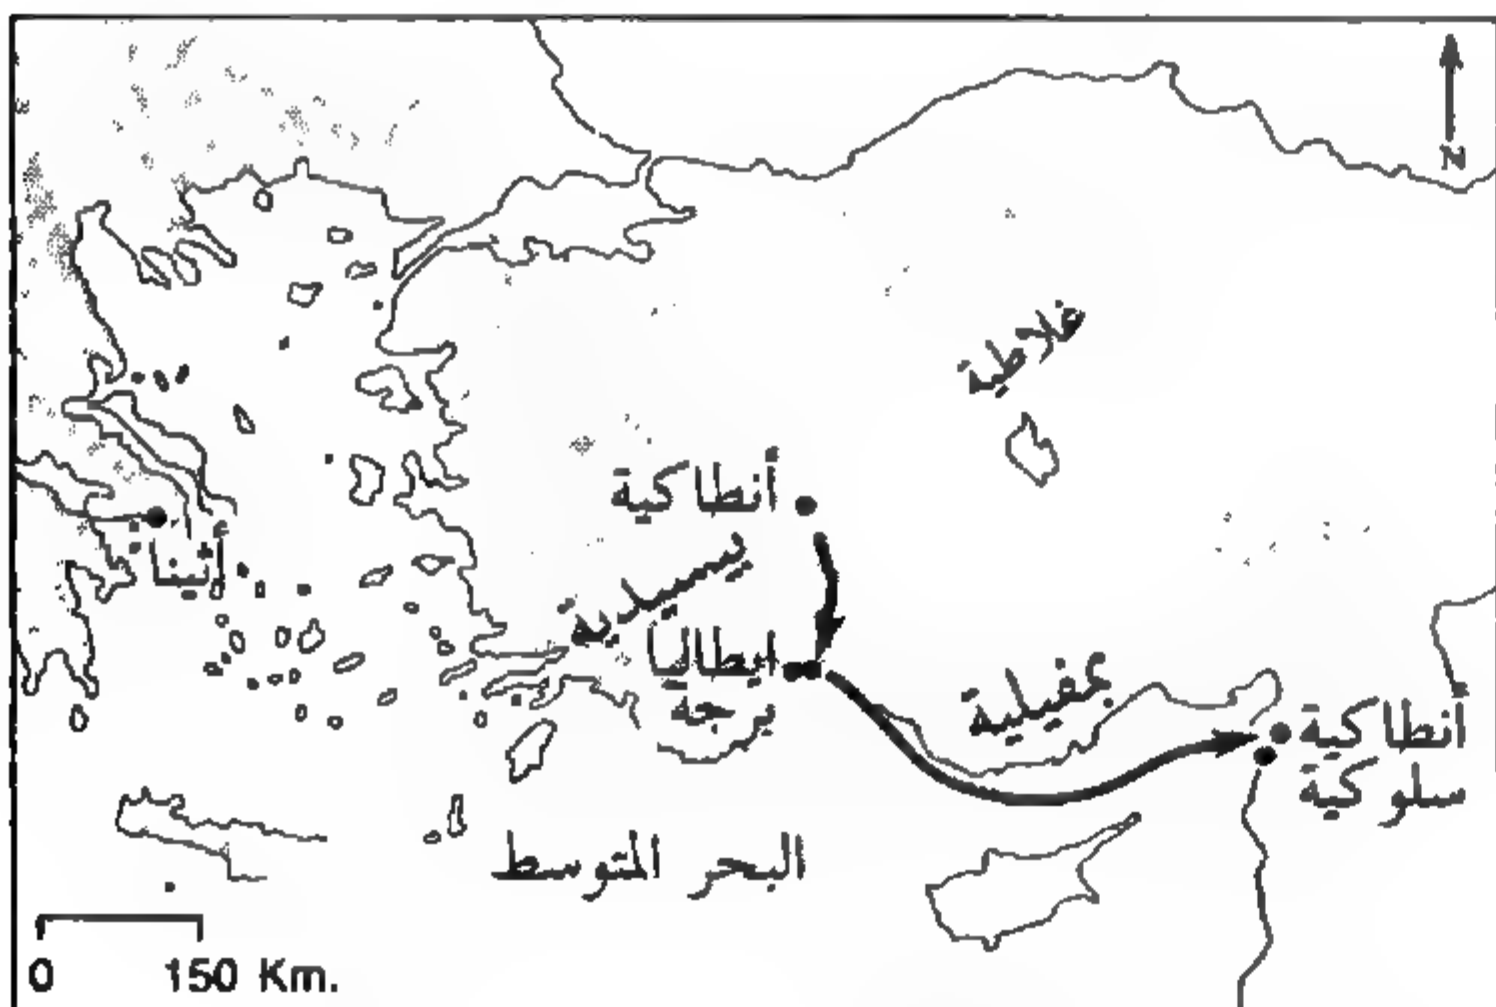 N
غلاطية
أنطاكية
بيسيدية
أثينا
ايطاليا
برجة
بمفيلية
أنطاكية
سلوكية
البحر المتوسط
0 150 Km.